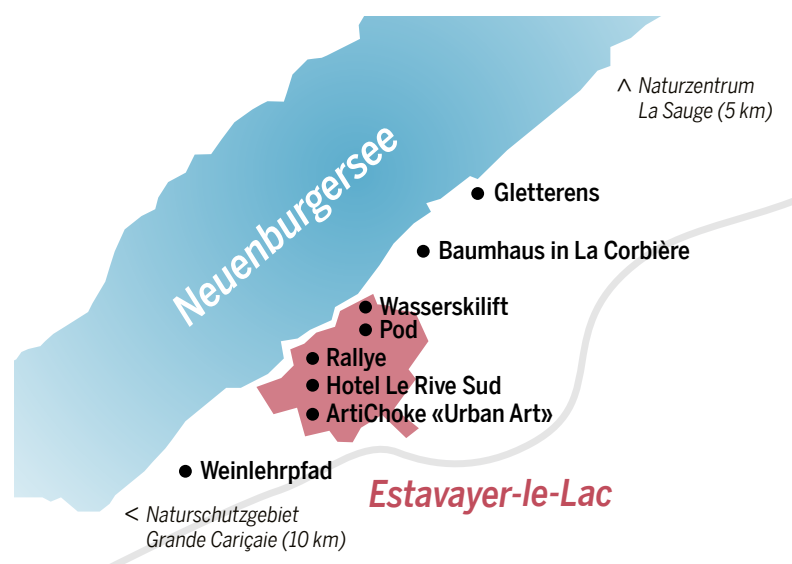 Naturzentrum
La Sauge (5 km)
Neuenburgersee
Gletterens
Baumhaus in La Corbière
Wasserskilift
Pod
Rallye
Hotel Le Rive Sud
ArtiChoke «Urban Art»
Weinlehrpfad
Estavayer-le-Lac
< Naturschutzgebiet
Grande Cariçaie (10 km)